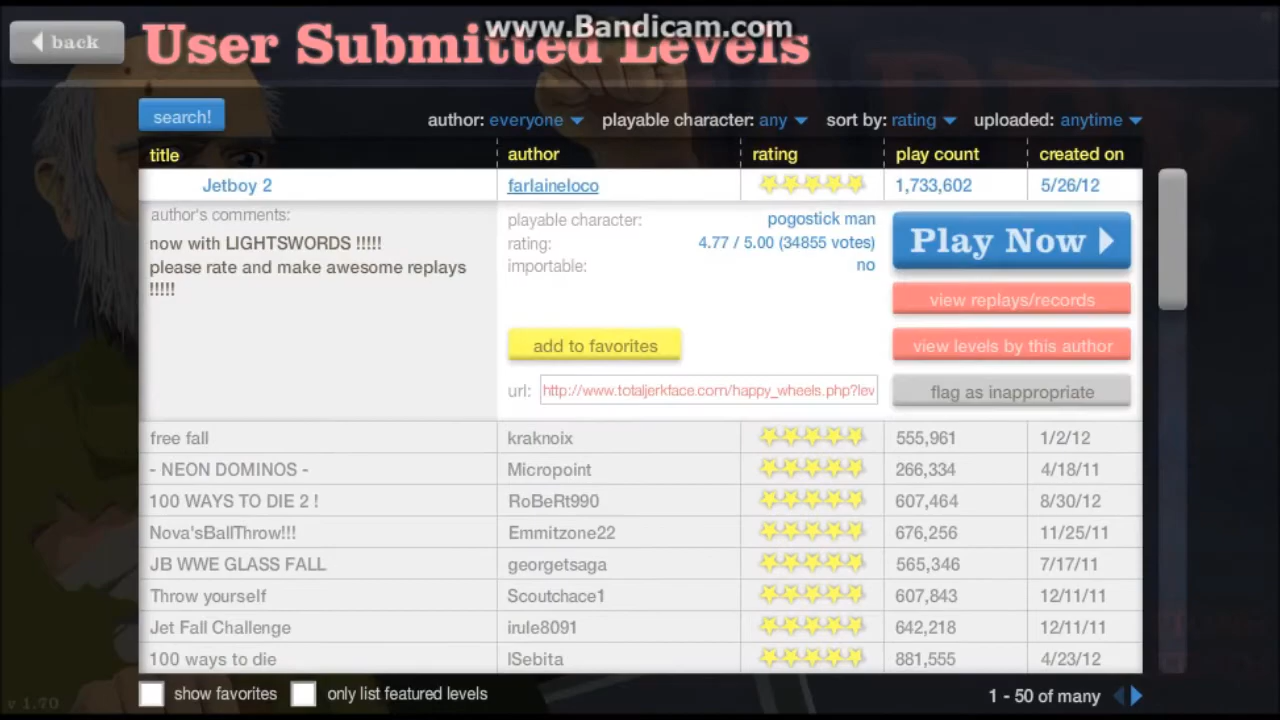 www.Bandicam.com
back
User Submitted Levels
search!
author: everyone playable character: any sort by: rating uploaded: anytime
title author rating play count created on
Jetboy 2 farlaineloco 1,733,602 5/26/12
author's comments:
now with LIGHTSWORDS !!!!!
please rate and make awesome replays
!!!!!
playable character: pogostick man
rating: 4.77 / 5.00 (34855 votes)
importable: no
add to favorites
url: http://www.totaljerkface.com/happy_wheels.php?lev
Play Now
view replays/records
view levels by this author
flag as inappropriate
free fall kraknoix 555,961 1/2/12
- NEON DOMINOS - Micropoint 266,334 4/18/11
100 WAYS TO DIE 2 ! RoBeRt990 607,464 8/30/12
Nova'sBallThrow!!! Emmitzone22 676,256 11/25/11
JB WWE GLASS FALL georgetsaga 565,346 7/17/11
Throw yourself Scoutchace1 607,843 12/11/11
Jet Fall Challenge irule8091 642,218 12/11/11
100 ways to die lSebita 881,555 4/23/12
show favorites only list featured levels 1 - 50 of many
v 1.70